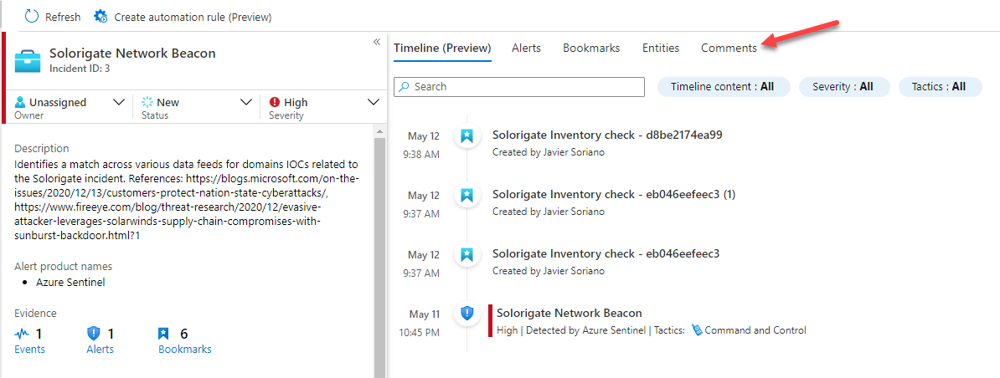 Refresh
Create automation rule (Preview)
«
Solorigate Network Beacon
Incident ID: 3
Unassigned
Owner
New
Status
High
Severity
Description
Identifies a match across various data feeds for domains IOCs related to
the Solorigate incident. References: https://blogs.microsoft.com/on-the-
issues/2020/12/13/customers-protect-nation-state-cyberattacks/,
https://www.fireeye.com/blog/threat-research/2020/12/evasive-
attacker-leverages-solarwinds-supply-chain-compromises-with-
sunburst-backdoor.html?1
Alert product names
• Azure Sentinel
Evidence
1
Events
1
Alerts
6
Bookmarks
Timeline (Preview)
Alerts
Bookmarks
Entities
Comments
Search
Timeline content : All
Severity : All
Tactics : All
May 12
9:38 AM
Solorigate Inventory check - d8be2174ea99
Created by Javier Soriano
May 12
9:37 AM
Solorigate Inventory check - eb046eefeec3 (1)
Created by Javier Soriano
May 12
9:37 AM
Solorigate Inventory check - eb046eefeec3
Created by Javier Soriano
May 11
10:45 PM
Solorigate Network Beacon
High | Detected by Azure Sentinel | Tactics: Command and Control